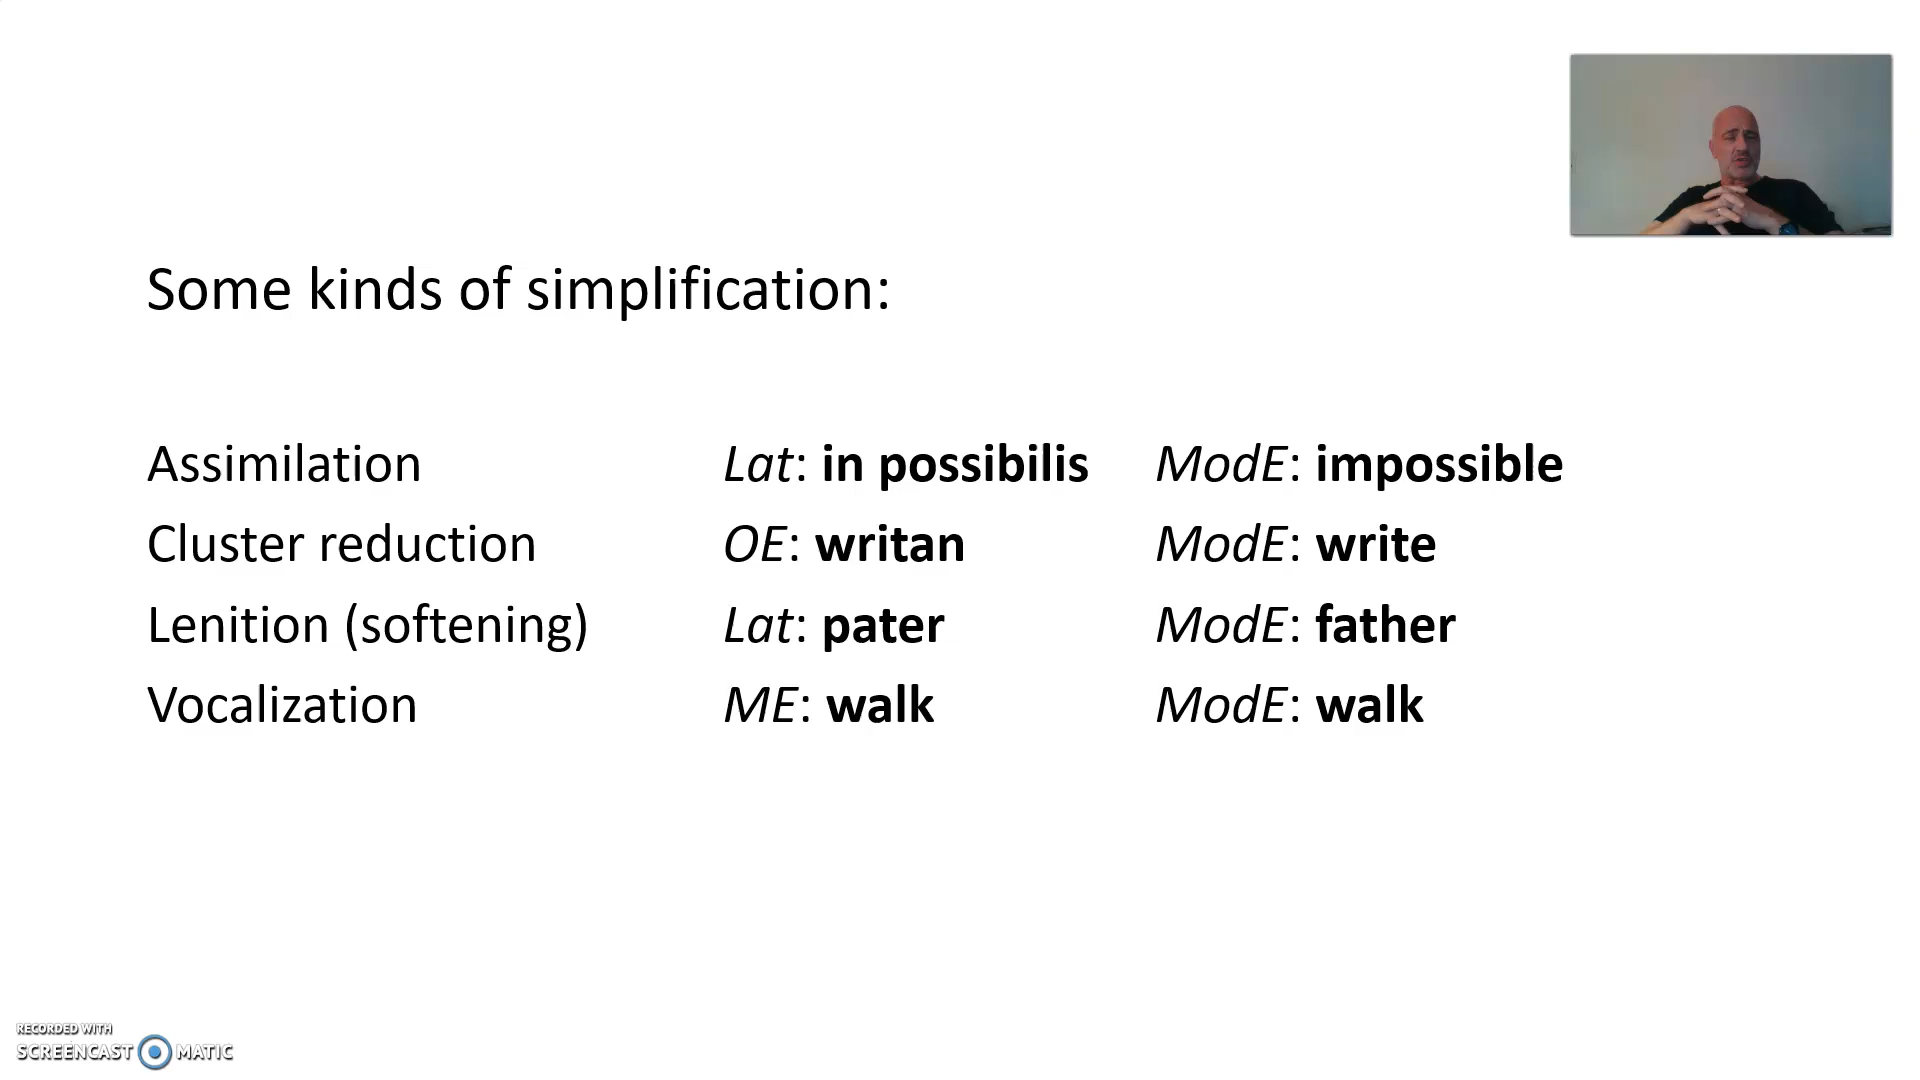 Some kinds of simplification:
Assimilation Lat: in possibilis ModE: impossible
Cluster reduction OE: writan ModE: write
Lenition (softening) Lat: pater ModE: father
Vocalization ME: walk ModE: walk
RECORDED WITH
SCREENCAST MATIC